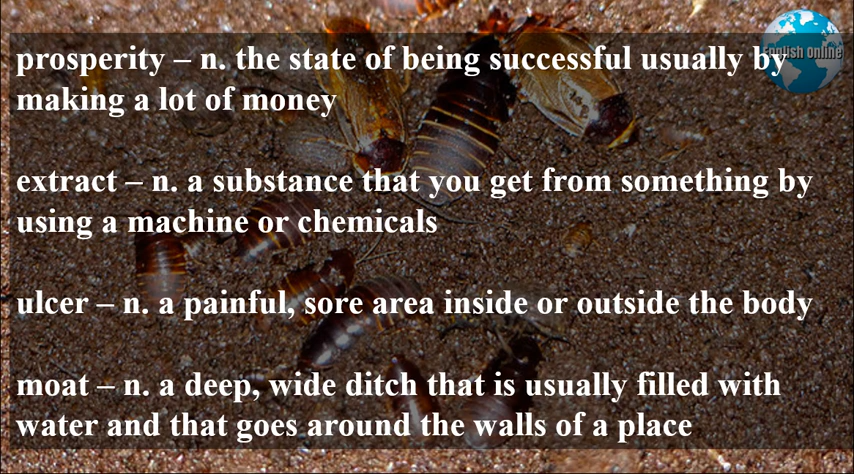 English Online
prosperity – n. the state of being successful usually by
making a lot of money
extract – n. a substance that you get from something by
using a machine or chemicals
ulcer – n. a painful, sore area inside or outside the body
moat – n. a deep, wide ditch that is usually filled with
water and that goes around the walls of a place